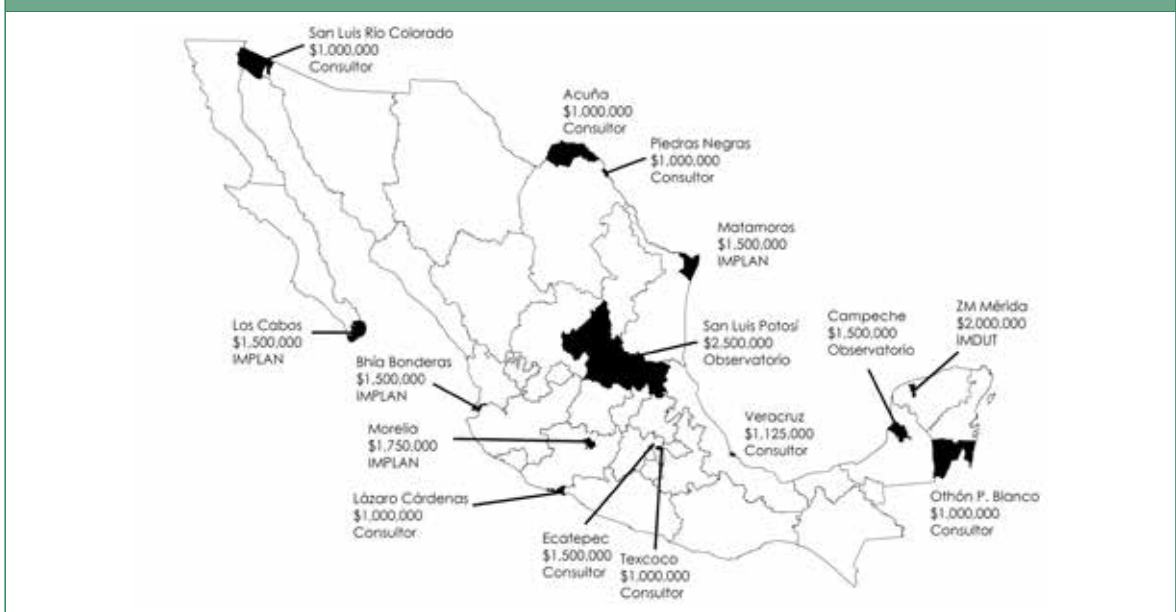 San Luis Río Colorado
$1,000,000
Consultor
Acuña
$1,000,000
Consultor
Piedras Negras
$1,000,000
Consultor
Matamoros
$1,500,000
IMPLAN
Los Cabos
$1,500,000
IMPLAN
San Luis Potosí
$2,500,000
Observatorio
Campeche
$1,500,000
Observatorio
ZM Mérida
$2,000,000
IMDUT
Bhía Bonderas
$1,500,000
IMPLAN
Morelia
$1,750,000
IMPLAN
Veracruz
$1,125,000
Consultor
Lázaro Cárdenas
$1,000,000
Consultor
Othón P. Blanco
$1,000,000
Consultor
Ecatepec
$1,500,000
Consultor
Texcoco
$1,000,000
Consultor